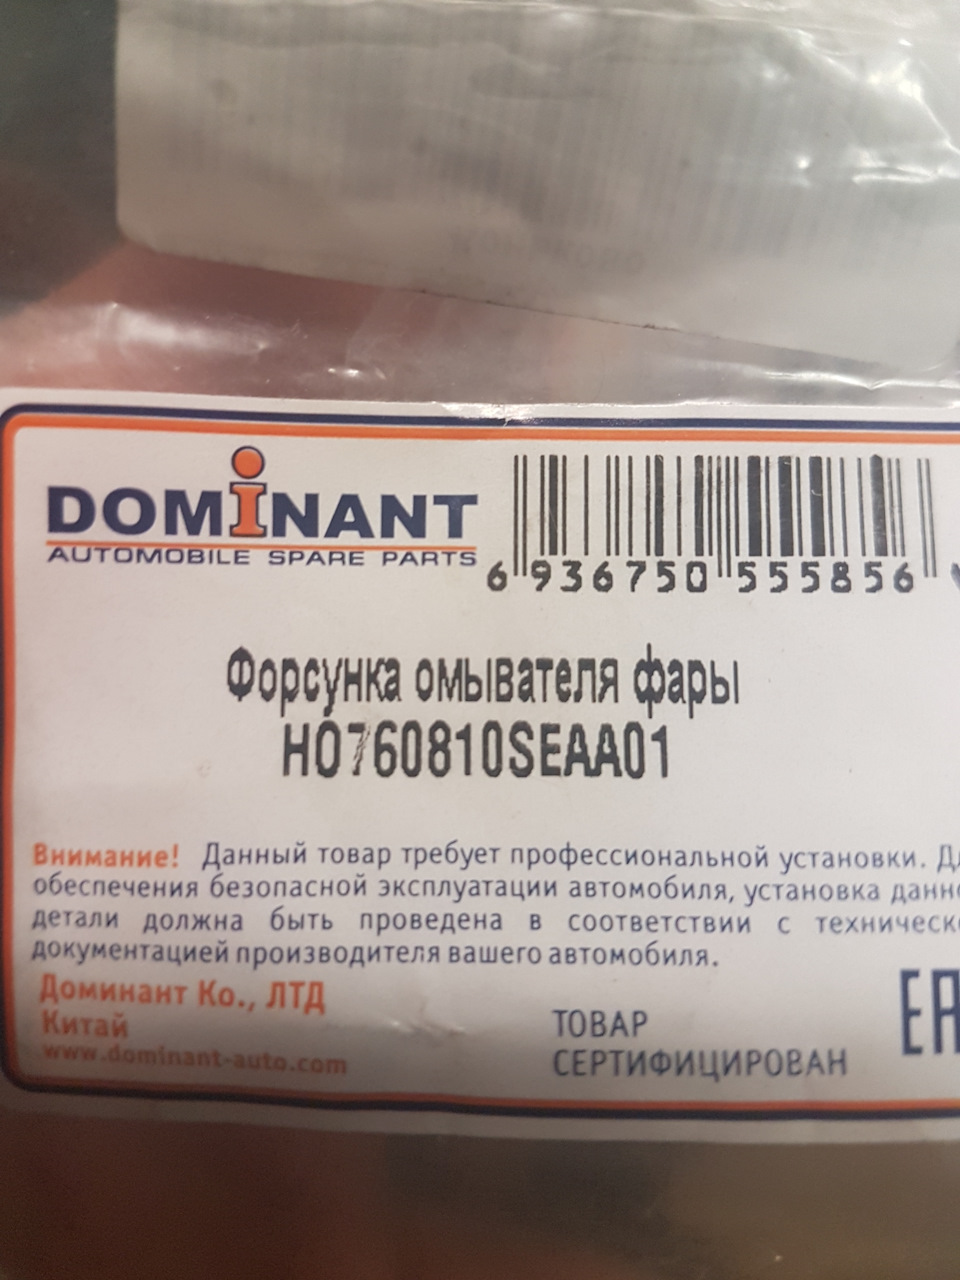 DOMiNANT
AUTOMOBILE SPARE PARTS
6 936750 555856
Форсунка омывателя фары
HO760810SEAA01
Внимание! Данный товар требует профессиональной установки.
обеспечения безопасной эксплуатации автомобиля, установка
детали должна быть проведена в соответствии с
документацией производителя вашего автомобиля.
Доминант Ко., ЛТД
Китай
www.dominant-auto.com
ТОВАР
СЕРТИФИЦИРОВАН